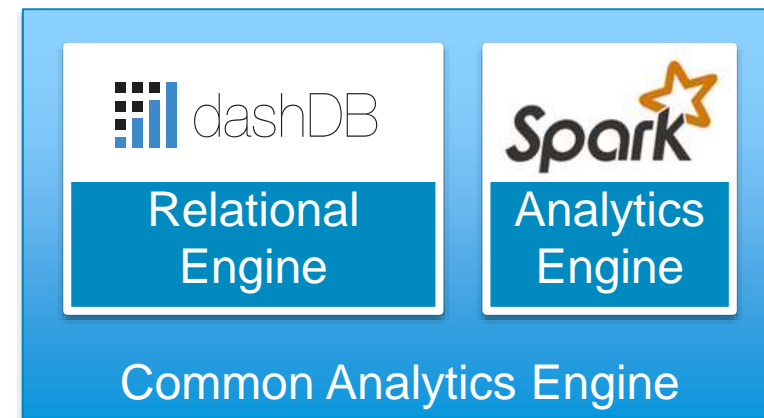 dashDB
Relational
Engine
Spark
Analytics
Engine
Common Analytics Engine